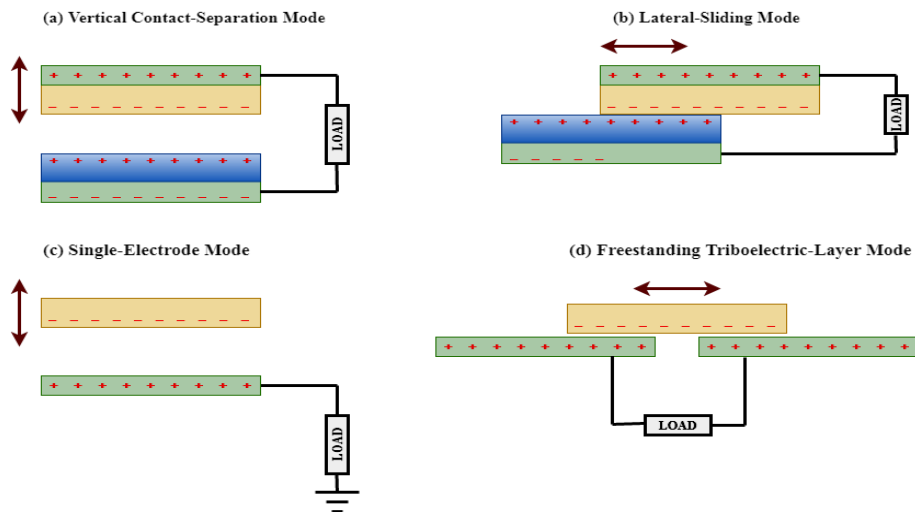 (a) Vertical Contact-Separation Mode
(b) Lateral-Sliding Mode
+ + + + + + + + +
_ _ _ _ _ _ _ _ _ _
LOAD
+ + + + + + + + +
_ _ _ _ _ _ _ _ _ _
+ + + + + + + + +
_ _ _ _ _ _ _ _ _ _
LOAD
+ + + + + + + + +
_ _ _ _ _
(c) Single-Electrode Mode
(d) Freestanding Triboelectric-Layer Mode
_ _ _ _ _ _ _ _ _ _
+ + + + + + + + +
LOAD
_ _ _ _ _ _ _ _ _ _
+ + + + + + + + +
+ + + + + + + + +
LOAD